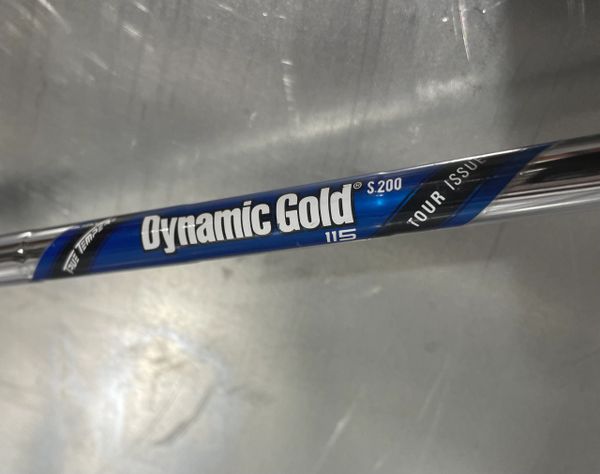 TRUE TEMPER
Dynamic Gold® S200
115
TOUR ISSUE